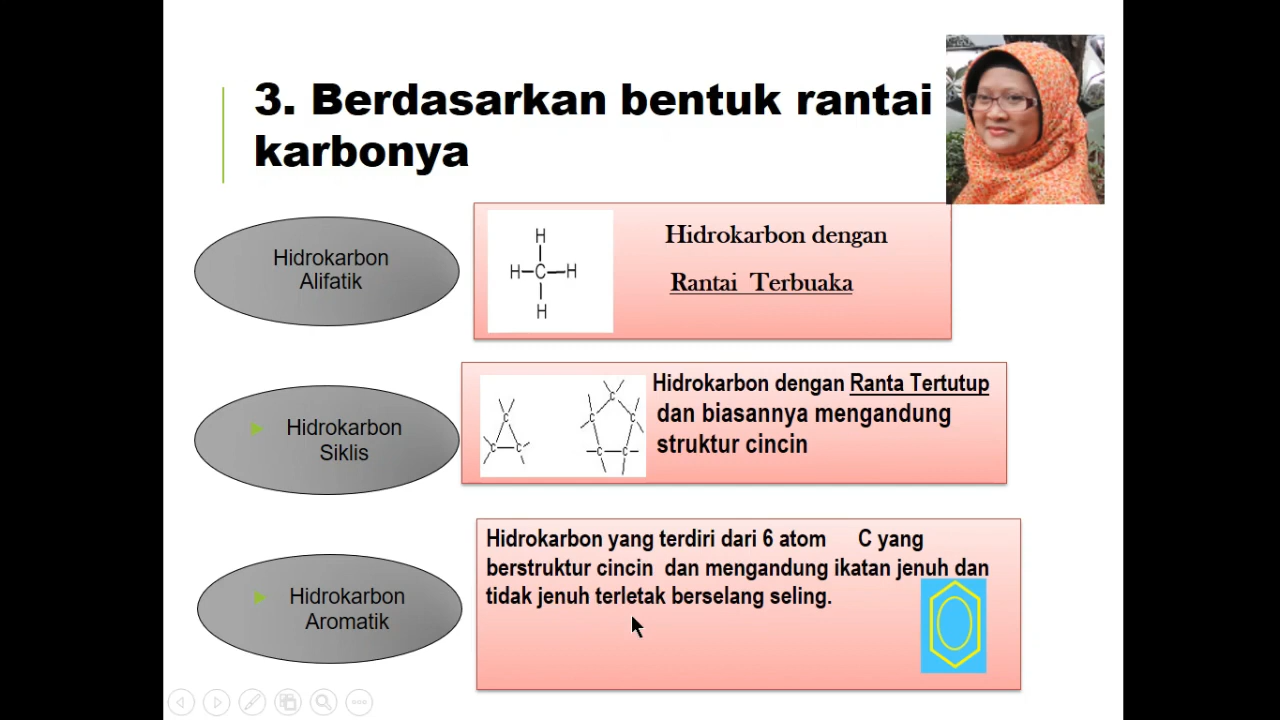 3. Berdasarkan bentuk rantai
karbonya
Hidrokarbon
Alifatik
H
H-C-H
H
Hidrokarbon dengan
Rantai Terbuaka
Hidrokarbon
Siklis
C
C C
C
C C
C C
Hidrokarbon dengan Ranta Tertutup
dan biasannya mengandung
struktur cincin
Hidrokarbon
Aromatik
Hidrokarbon yang terdiri dari 6 atom C yang
berstruktur cincin dan mengandung ikatan jenuh dan
tidak jenuh terletak berselang seling.